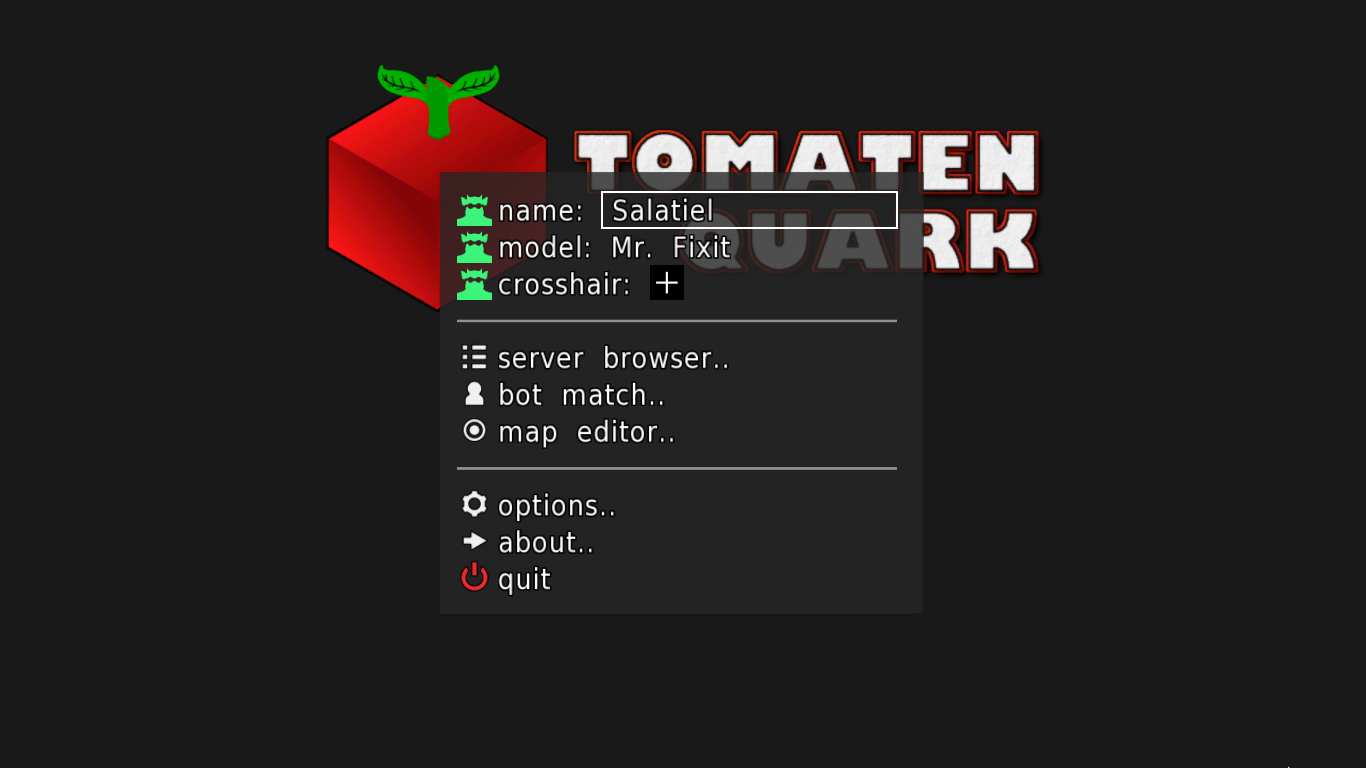 TOMATEN
QUARK
name: Salatiel
model: Mr. Fixit
crosshair:
server browser..
bot match..
map editor..
options..
about..
quit